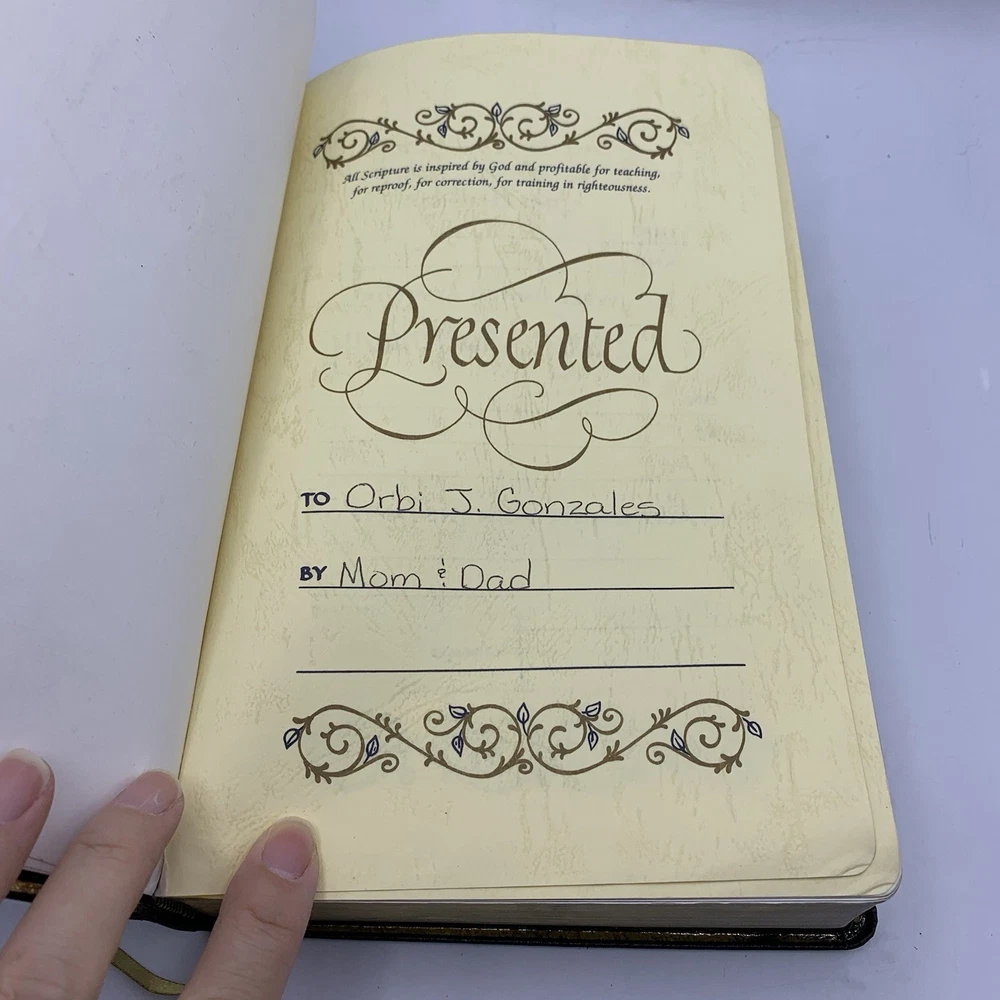 All Scripture is inspired by God and profitable for teaching,
for reproof, for correction, for training in righteousness.
Presented
TO Orbi J. Gonzales
BY Mom & Dad